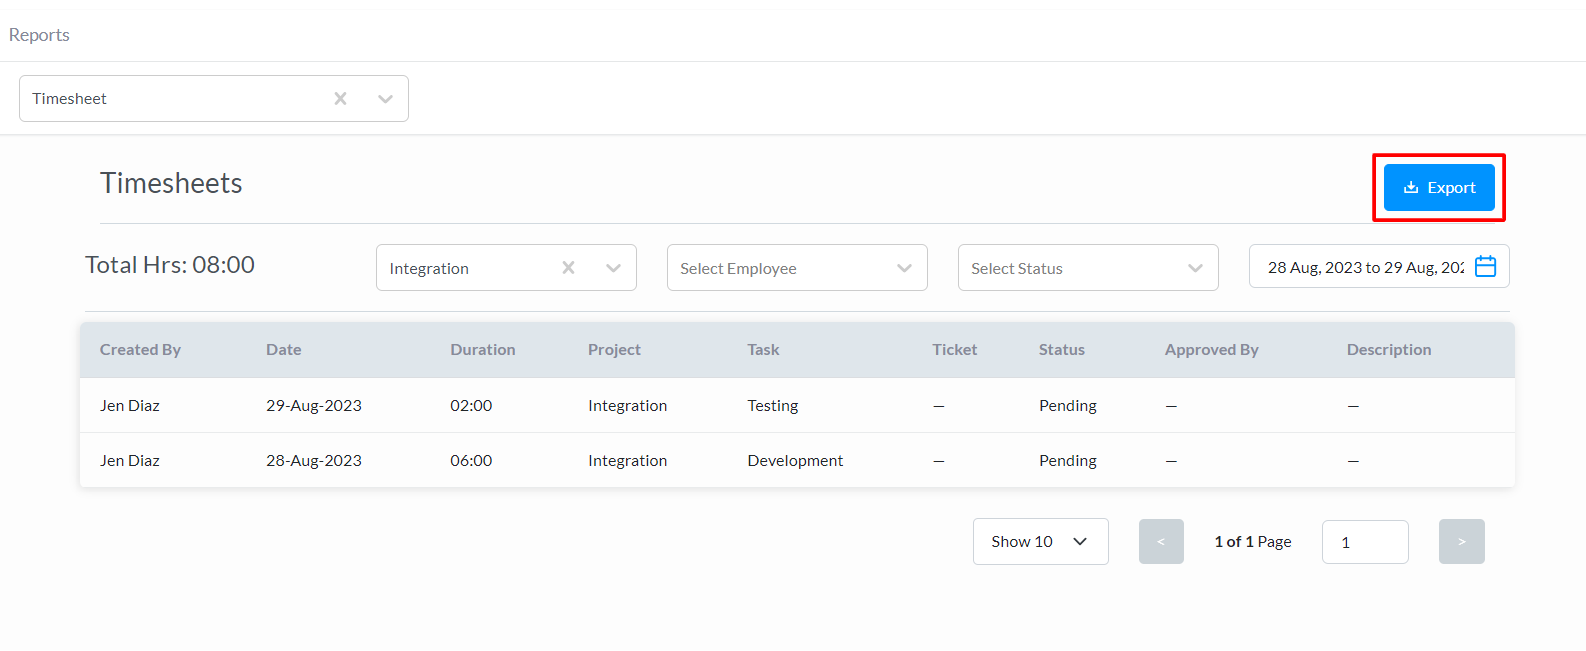 Reports
Timesheet
Timesheets
Export
Total Hrs: 08:00
Integration
Select Employee
Select Status
28 Aug, 2023 to 29 Aug, 202
Created By Date Duration Project Task Ticket Status Approved By Description
Jen Diaz 29-Aug-2023 02:00 Integration Testing — Pending — —
Jen Diaz 28-Aug-2023 06:00 Integration Development — Pending — —
Show 10 < 1 of 1 Page 1 >